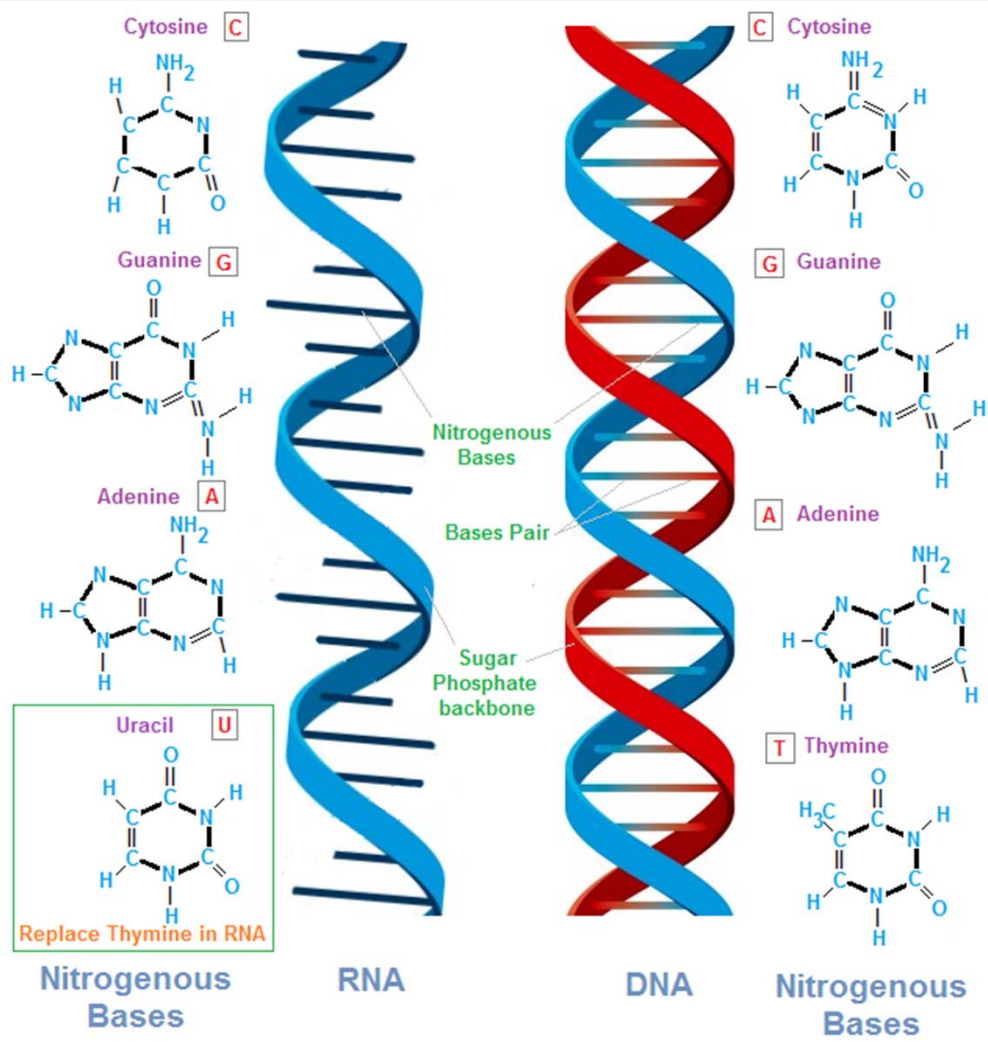 Cytosine C
NH2
H
C
C
N
C
C
C
O
H
H
Guanine G
O
C
H
N
C
N
H
C
C
C
N
N
N
H
H
Adenine A
NH2
C
N
C
N
H
C
C
C
N
N
H
H
Uracil U
O
C
H
H
C
N
C
C
N
O
H
H
Replace Thymine in RNA
Nitrogenous
Bases
RNA
Nitrogenous
Bases
Bases Pair
Sugar
Phosphate
backbone
DNA
C Cytosine
NH2
H
H
C
C
N
C
C
N
O
H
H
G Guanine
O
C
H
N
C
N
H
C
C
C
N
N
N
H
H
A Adenine
NH2
C
N
C
N
H
C
C
C
N
N
H
H
T Thymine
O
H3C
C
H
C
N
C
C
N
O
H
H
Nitrogenous
Bases